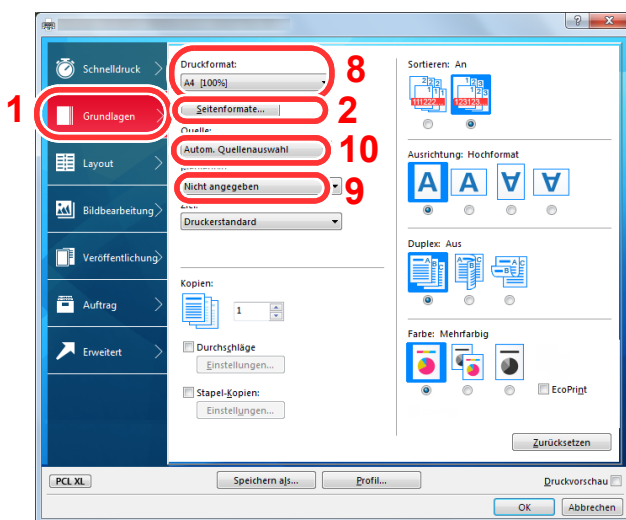 1
Schnelldruck
Grundlagen
Layout
Bildbearbeitung
Veröffentlichung
Auftrag
Erweitert
Druckformat:
A4 [100%]
8
Seitenformate...
2
Quelle:
Autom. Quellenauswahl
10
Nicht angegeben
9
Ziel:
Druckerstandard
Kopien:
1
Durchschläge
Einstellungen...
Stapel-Kopien:
Einstellungen...
Sortieren: An
111222...
123123...
Ausrichtung: Hochformat
A A A A
Duplex: Aus
Farbe: Mehrfarbig
EcoPrint
Zurücksetzen
PCL XL
Speichern als...
Profil...
Druckvorschau
OK
Abbrechen